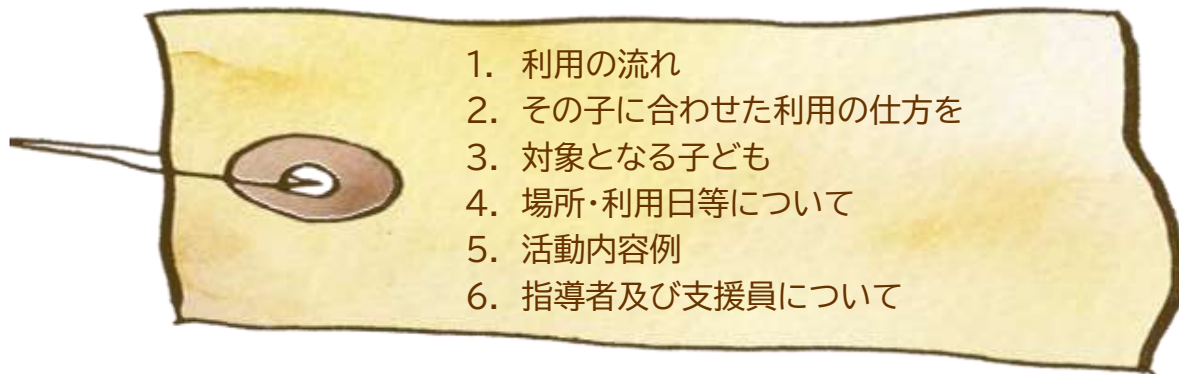 1. 利用の流れ
2. その子に合わせた利用の仕方を
3. 対象となる子ども
4. 場所・利用日等について
5. 活動内容例
6. 指導者及び支援員について